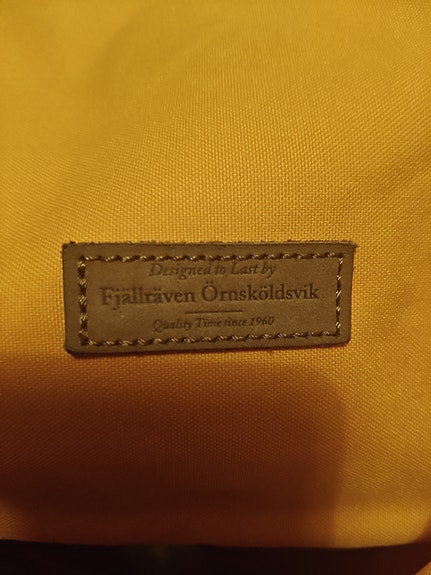 Designed to Last by
Fjällräven Örnsköldsvik
Quality Time since 1960